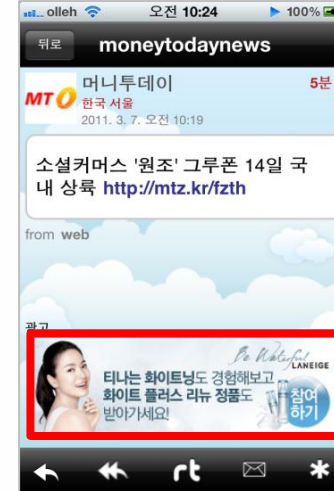 olleh 오전 10:24 100%
뒤로 moneytodaynews
MTO 머니투데이 5분
한국 서울
2011. 3. 7. 오전 10:19
소셜커머스 '원조' 그루폰 14일 국
내 상륙 http://mtz.kr/fzth
from web
광고
Be Waterful
LANEIGE
티나는 화이트닝도 경험해보고
화이트 플러스 리뉴 정품도
받아가세요!
참여
하기
rt